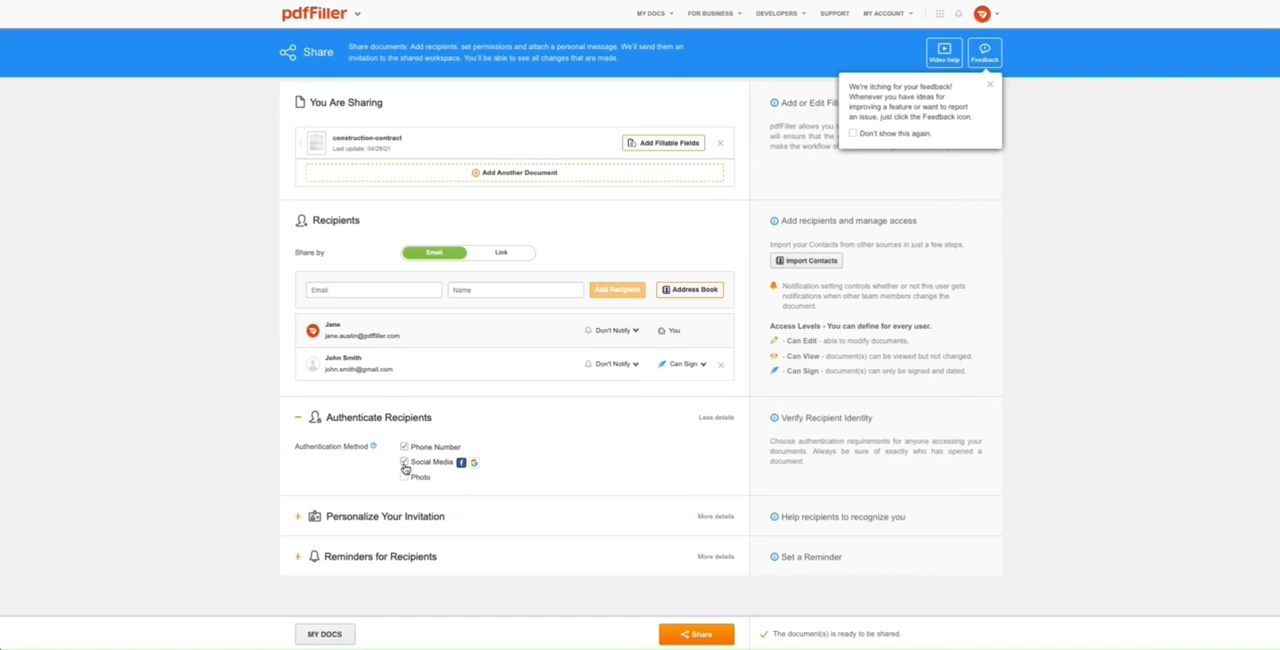 pdfFiller
MY DOCS
FOR BUSINESS
DEVELOPERS
SUPPORT
MY ACCOUNT
Share
Share documents: Add recipients, set permissions and attach a personal message. We'll send them an
invitation to the shared workspace. You'll be able to see all changes that are made.
Video help
Feedback
We're itching for your feedback!
Whenever you have ideas for
improving a feature or want to report
an issue, just click the Feedback icon.
Don't show this again.
You Are Sharing
construction-contract
Last update: 04/28/21
Add Fillable Fields
Add Another Document
Add or Edit Fill
pdfFiller allows you
will ensure that the
make the workflow of
Recipients
Share by
Email
Link
Email
Name
Add Recipient
Address Book
Jane
jane.austin@pdffiller.com
Don't Notify
You
John Smith
john.smith@gmail.com
Don't Notify
Can Sign
Add recipients and manage access
Import your Contacts from other sources in just a few steps.
Import Contacts
Notification setting controls whether or not this user gets
notifications when other team members change the
document.
Access Levels - You can define for every user.
- Can Edit - able to modify documents.
- Can View - document(s) can be viewed but not changed.
- Can Sign - document(s) can only be signed and dated.
Authenticate Recipients
Less details
Authentication Method
Phone Number
Social Media
Photo
Verify Recipient Identity
Choose authentication requirements for anyone accessing your
documents. Always be sure of exactly who has opened a
document.
Personalize Your Invitation
More details
Help recipients to recognize you
Reminders for Recipients
More details
Set a Reminder
MY DOCS
Share
The document(s) is ready to be shared.